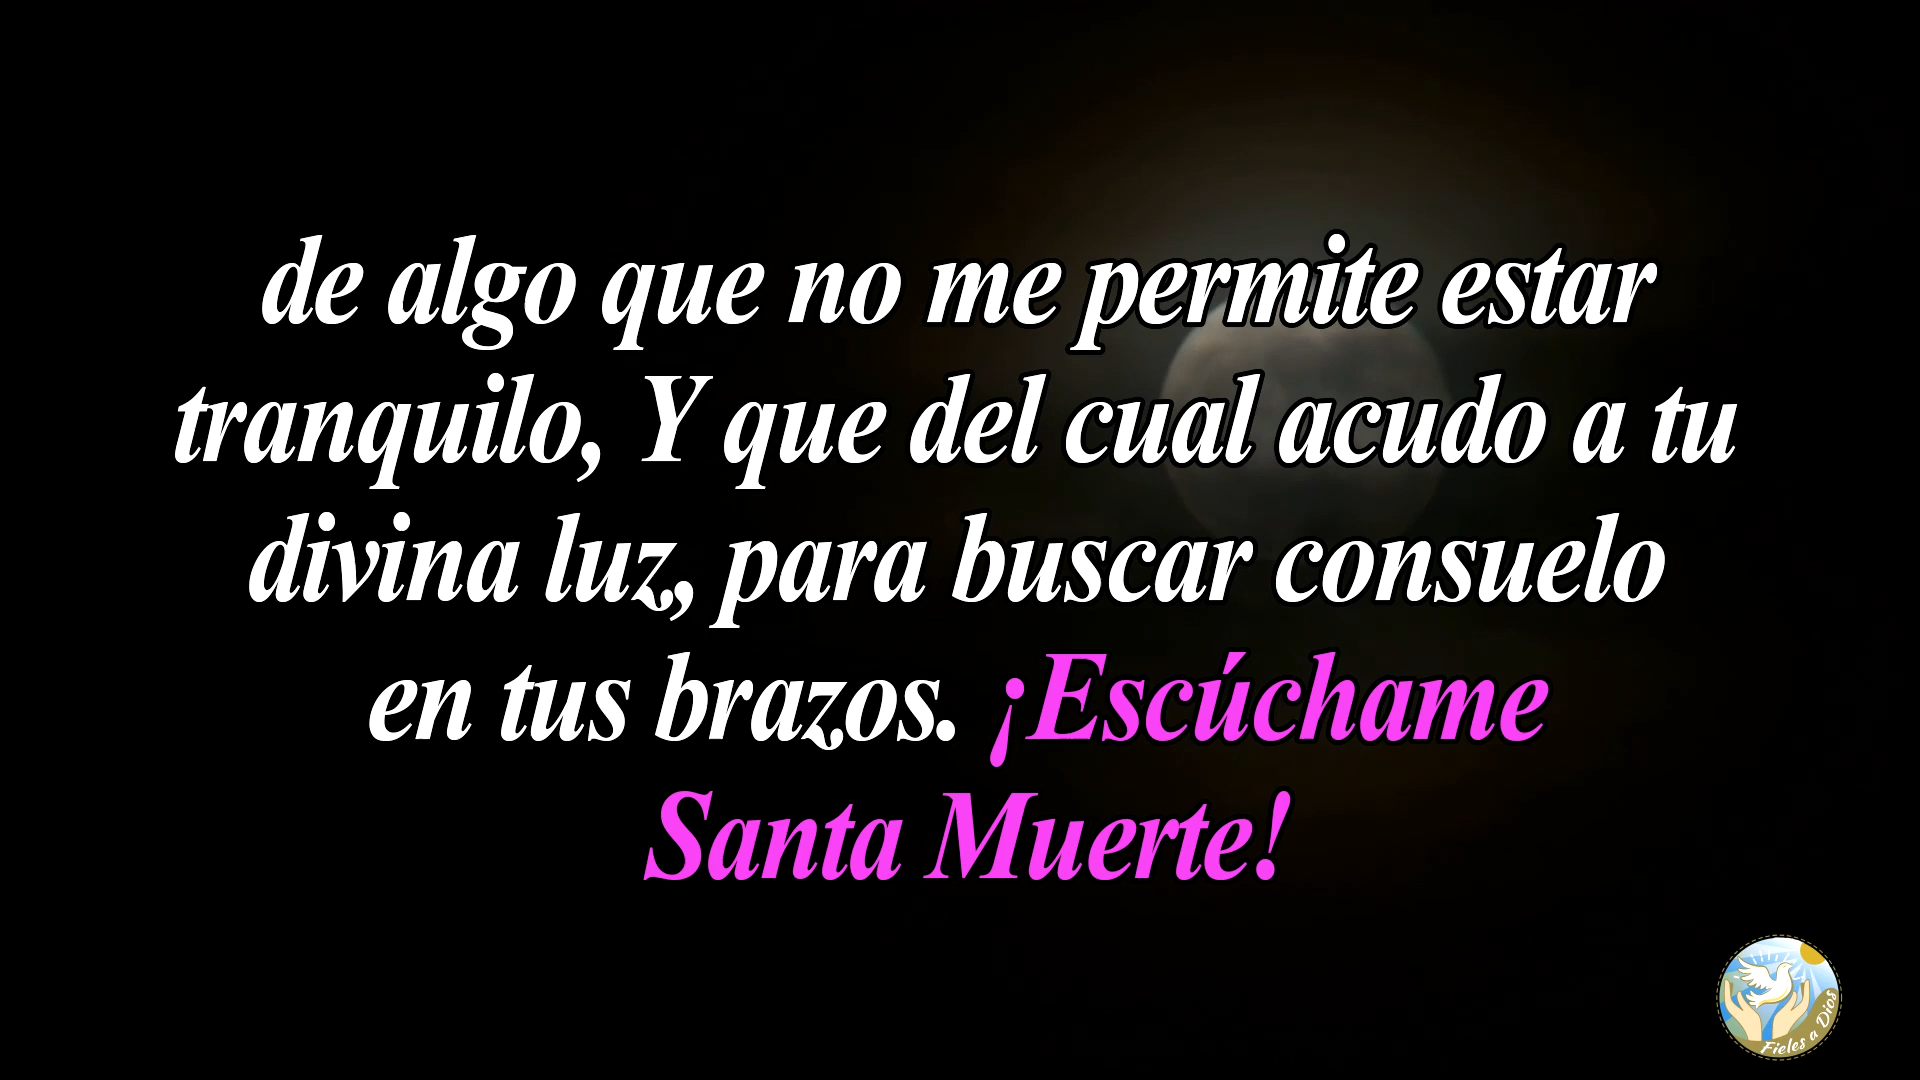 de algo que no me permite estar
tranquilo, Y que del cual acudo a tu
divina luz, para buscar consuelo
en tus brazos. ¡Escúchame
Santa Muerte!
Fieles a Dios